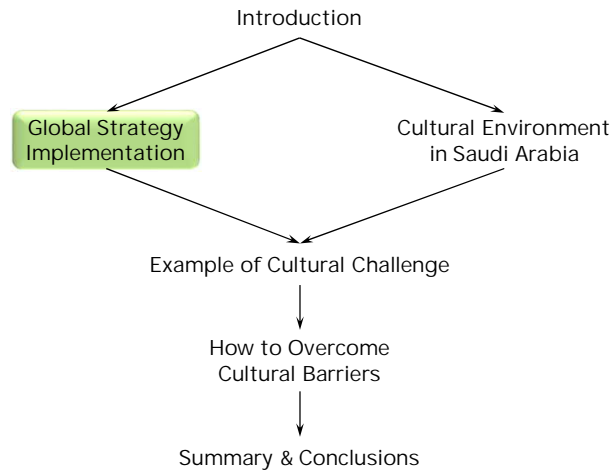 Introduction
Global Strategy
Implementation
Cultural Environment
in Saudi Arabia
Example of Cultural Challenge
How to Overcome
Cultural Barriers
Summary & Conclusions